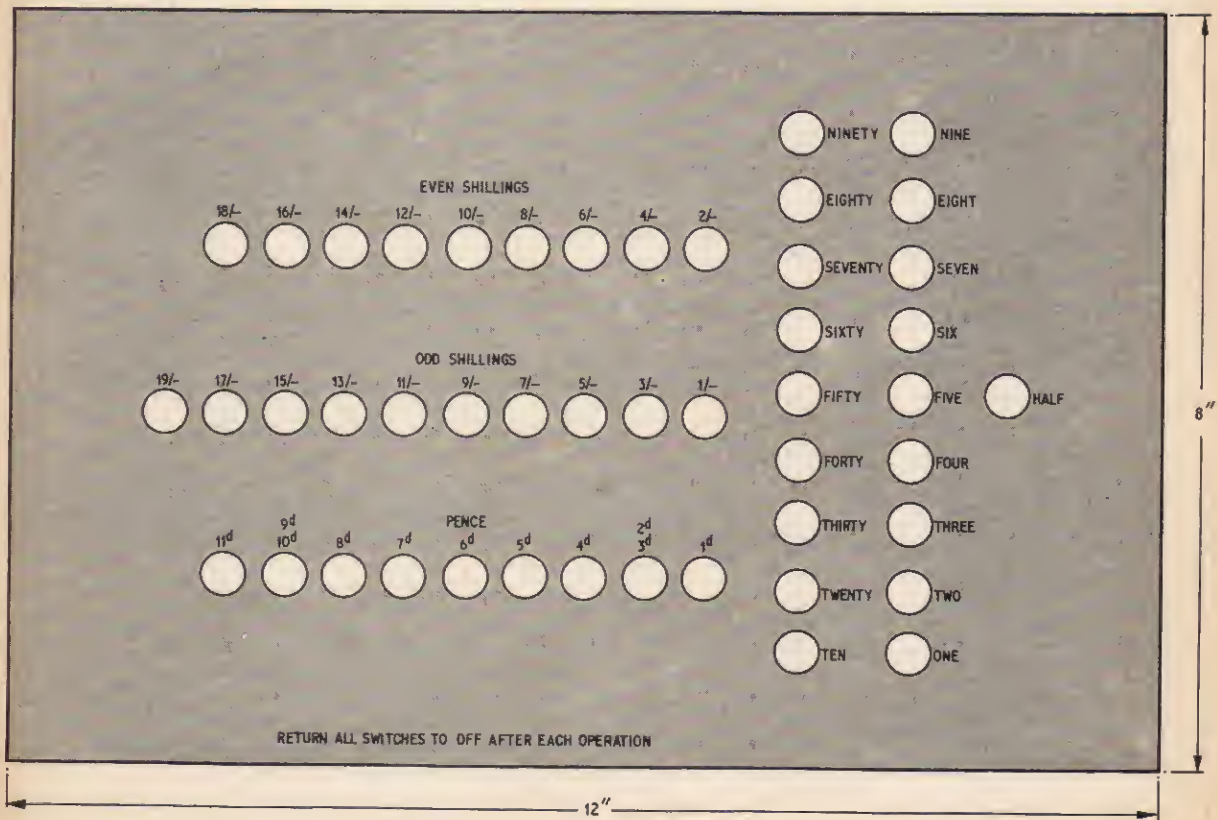 EVEN SHILLINGS
18/– 16/– 14/– 12/– 10/– 8/– 6/– 4/– 2/–
ODD SHILLINGS
19/– 17/– 15/– 13/– 11/– 9/– 7/– 5/– 3/– 1/–
PENCE
9d 2d
11d 10d 8d 7d 6d 5d 4d 3d 1d
NINETY NINE
EIGHTY EIGHT
SEVENTY SEVEN
SIXTY SIX
FIFTY FIVE HALF
FORTY FOUR
THIRTY THREE
TWENTY TWO
TEN ONE
RETURN ALL SWITCHES TO OFF AFTER EACH OPERATION
8"
12"